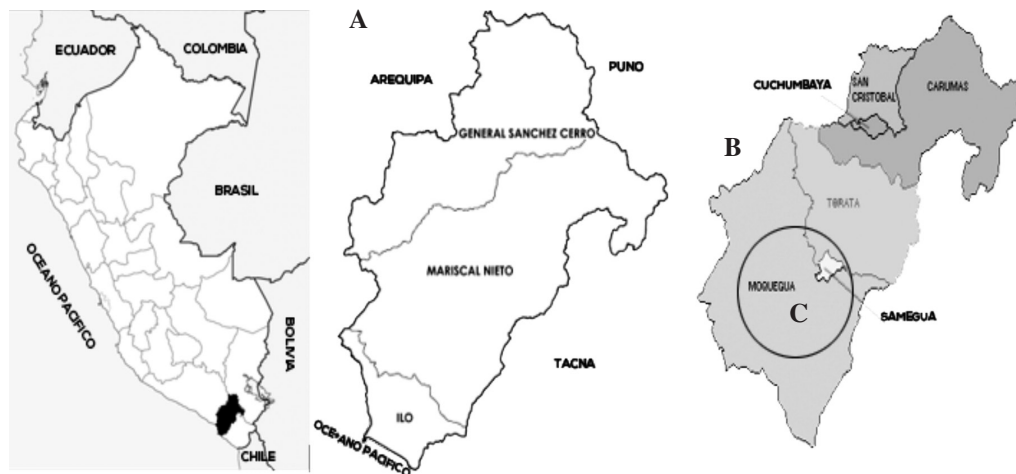 ECUADOR
COLOMBIA
BRASIL
OCEANO PACIFICO
BOLIVIA
CHILE
A
AREQUIPA
PUNO
GENERAL SANCHEZ CERRO
MARISCAL NIETO
TACNA
ILO
OCEANO PACIFICO
B
CUCHUMBAYA
SAN
CRISTOBAL
CARUMAS
TORATA
MOQUEGUA
C
SAMEGUA